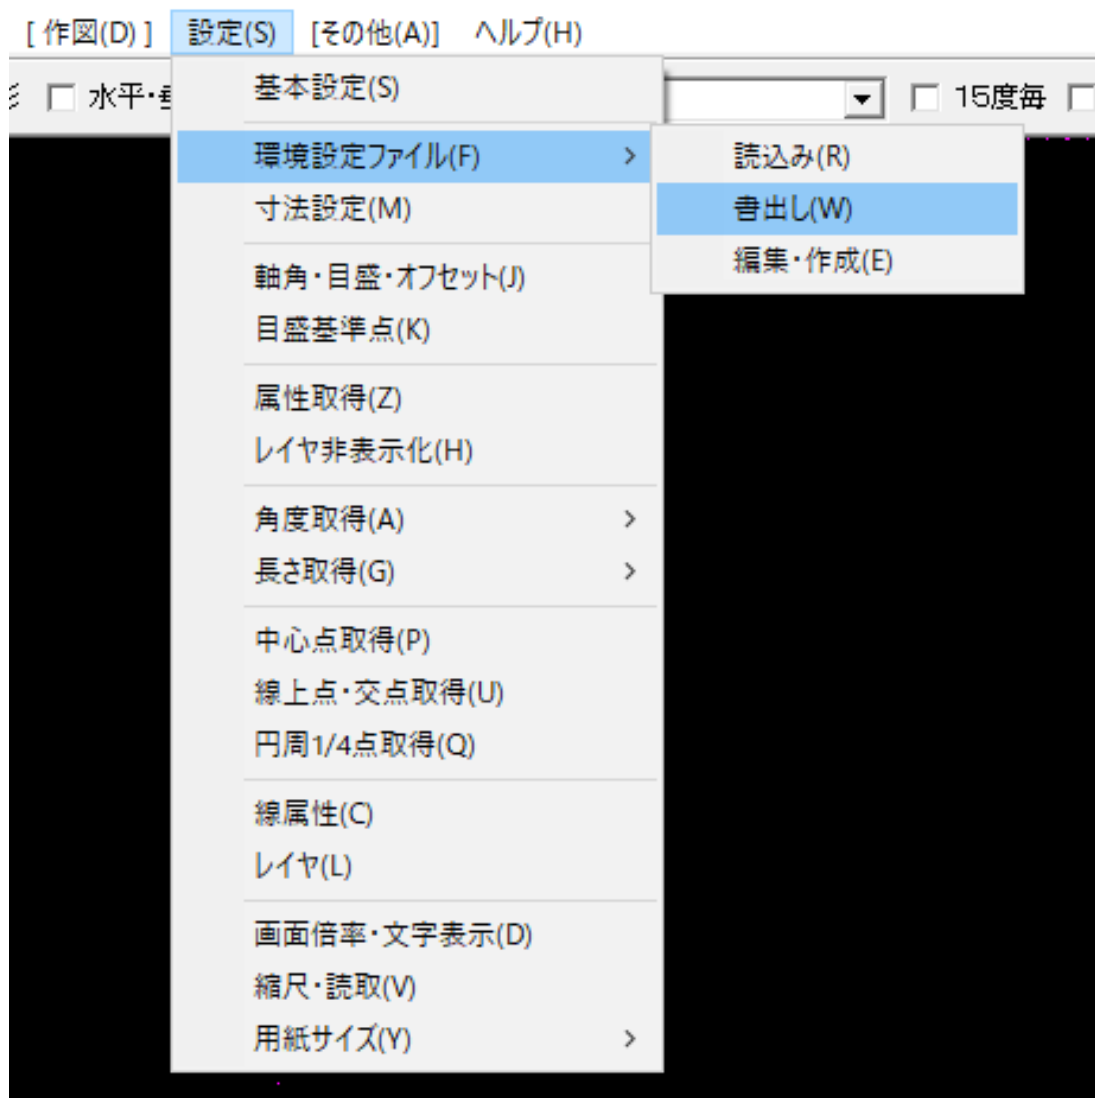 [ 作図(D) ] 設定(S) [その他(A)] ヘルプ(H)
水平・ 15度毎
基本設定(S)
環境設定ファイル(F)
寸法設定(M)
軸角・目盛・オフセット(J)
目盛基準点(K)
属性取得(Z)
レイヤ非表示化(H)
角度取得(A)
長さ取得(G)
中心点取得(P)
線上点・交点取得(U)
円周1/4点取得(Q)
線属性(C)
レイヤ(L)
画面倍率・文字表示(D)
縮尺・読取(V)
用紙サイズ(Y)
読込み(R)
書出し(W)
編集・作成(E)